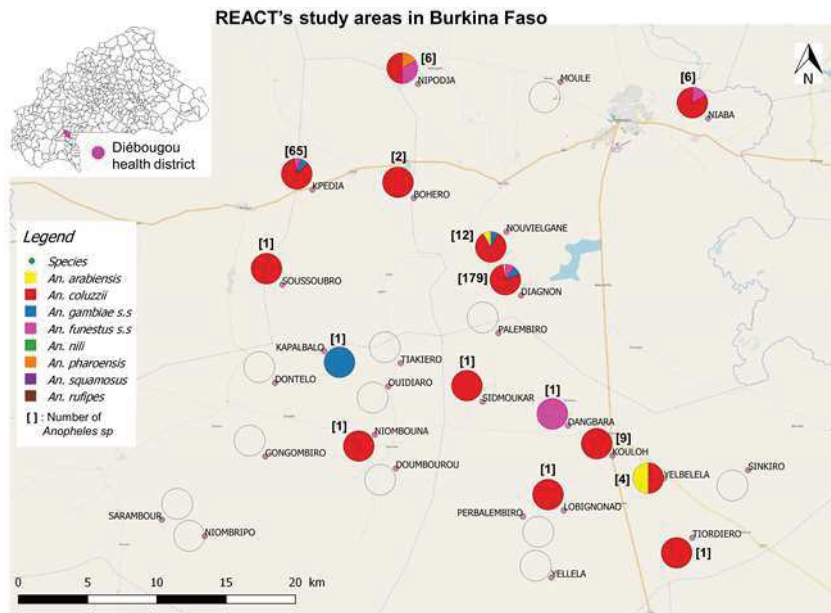 REACT's study areas in Burkina Faso
Diébougou
health district
[6]
NIPODJA
MOULE
N
[6]
NIABA
[65]
KPEDIA
[2]
BOHERO
Legend
Species
An. arabiensis
An. coluzzii
An. gambiae s.s
An. funestus s.s
An. nili
An. pharoensis
An. squamosus
An. rufipes
[ ] : Number of
Anopheles sp
[12]
NOUVIELGANE
[1]
SOUSSOUBRO
[179]
DIAGNON
PALEMBIRO
KAPALBALO
[1]
TIAKIERO
DONTELO
OUIDIARO
[1]
SIDMOUKAR
[1]
DANGBARA
[1]
NIOMBOUNA
[9]
KOULOH
GONGOMBIRO
DOUMBOUROU
[4]
YELBELELA
SINKIRO
[1]
LOBIGNONAO
PERBALEMBIRO
SARAMBOUR
NIOMBRIPO
TIORDIERO
[1]
YELLELA
0 5 10 15 20 km